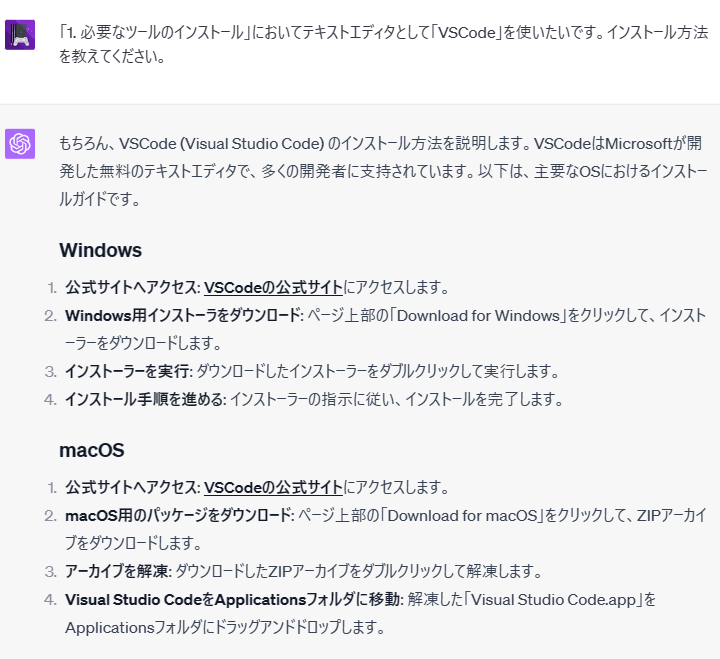 「1. 必要なツールのインストール」においてテキストエディタとして「VSCode」を使いたいです。インストール方法
を教えてください。
もちろん、VSCode (Visual Studio Code) のインストール方法を説明します。VSCodeはMicrosoftが開
発した無料のテキストエディタで、多くの開発者に支持されています。以下は、主要なOSにおけるインストー
ルガイドです。
Windows
1. 公式サイトへアクセス: VSCodeの公式サイトにアクセスします。
2. Windows用インストーラをダウンロード: ページ上部の「Download for Windows」をクリックして、インスト
ーラーをダウンロードします。
3. インストーラーを実行: ダウンロードしたインストーラーをダブルクリックして実行します。
4. インストール手順を進める: インストーラーの指示に従い、インストールを完了します。
macOS
1. 公式サイトへアクセス: VSCodeの公式サイトにアクセスします。
2. macOS用のパッケージをダウンロード: ページ上部の「Download for macOS」をクリックして、ZIPアーカイ
ブをダウンロードします。
3. アーカイブを解凍: ダウンロードしたZIPアーカイブをダブルクリックして解凍します。
4. Visual Studio CodeをApplicationsフォルダに移動: 解凍した「Visual Studio Code.app」を
Applicationsフォルダにドラッグアンドドロップします。